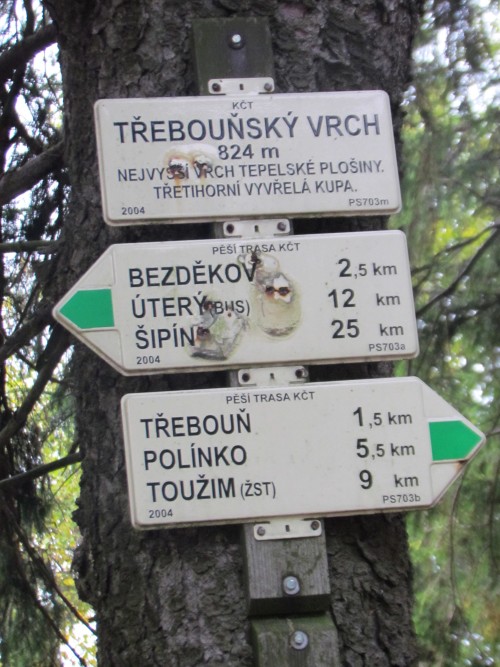 KČT
TŘEBOUŇSKÝ VRCH
824 m
NEJVYŠŠÍ VRCH TEPELSKÉ PLOŠINY.
TŘETIHORNÍ VYVŘELÁ KUPA.
2004 PS703m
PĚŠÍ TRASA KČT
BEZDĚKOV 2,5 km
ÚTERÝ (BUS) 12 km
ŠIPÍN 25 km
2004 PS703a
PĚŠÍ TRASA KČT
TŘEBOUŇ 1,5 km
POLÍNKO 5,5 km
TOUŽIM (ŽST) 9 km
2004 PS703b